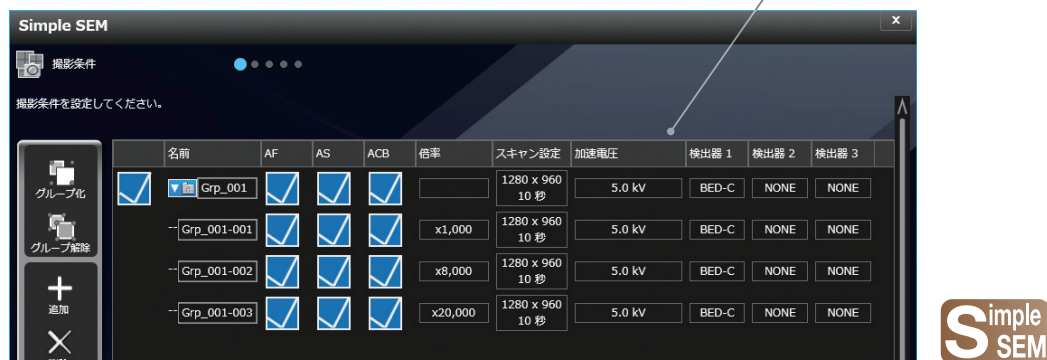 Simple SEM
x
撮影条件
撮影条件を設定してください。
グループ化
グループ解除
追加
名前 AF AS ACB 倍率 スキャン設定 加速電圧 検出器 1 検出器 2 検出器 3
Grp_001 1280 x 960 10 秒 5.0 kV BED-C NONE NONE
--Grp_001-001 x1,000 1280 x 960 10 秒 5.0 kV BED-C NONE NONE
--Grp_001-002 x8,000 1280 x 960 10 秒 5.0 kV BED-C NONE NONE
--Grp_001-003 x20,000 1280 x 960 10 秒 5.0 kV BED-C NONE NONE
Simple
SEM